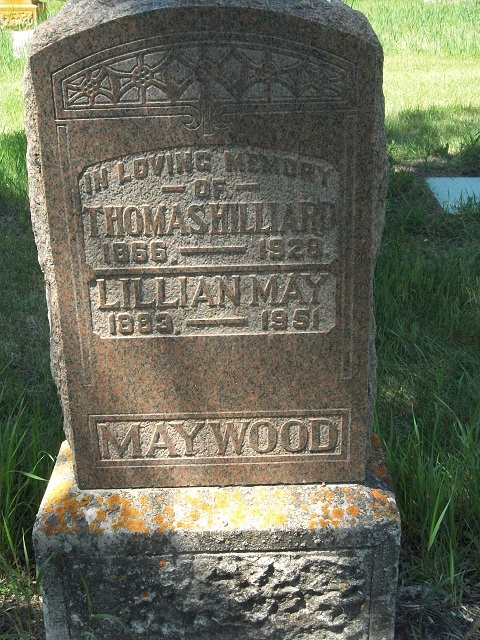 IN LOVING MEMORY
— OF —
THOMAS HILLIARD
1866. — 1928
LILLIAN MAY
1883. — 1951
MAYWOOD